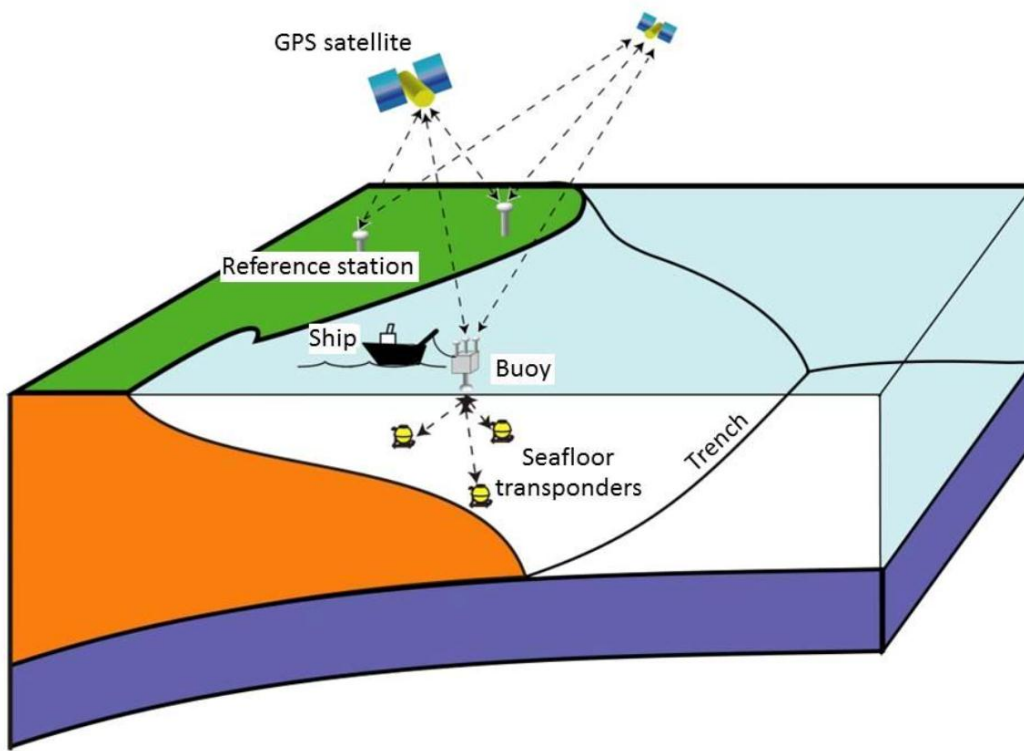 GPS satellite
Reference station
Ship
Buoy
Trench
Seafloor
transponders